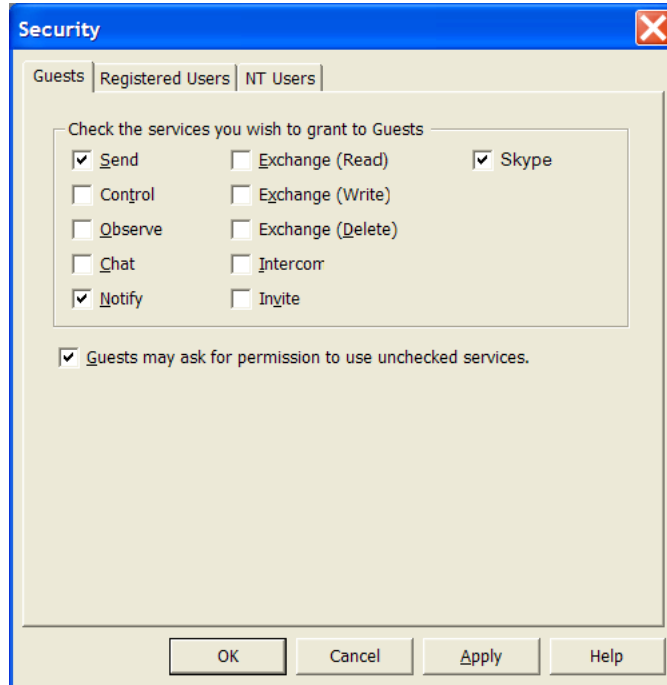 Security
Guests Registered Users NT Users
Check the services you wish to grant to Guests
Send Exchange (Read) Skype
Control Exchange (Write)
Observe Exchange (Delete)
Chat Intercom
Notify Invite
Guests may ask for permission to use unchecked services.
OK Cancel Apply Help